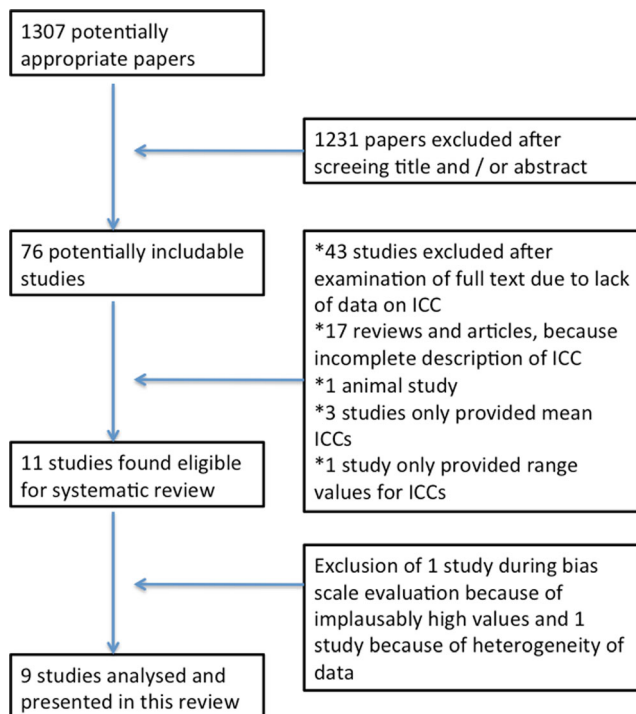 1307 potentially
appropriate papers
1231 papers excluded after
screeing title and / or abstract
76 potentially includable
studies
*43 studies excluded after
examination of full text due to lack
of data on ICC
*17 reviews and articles, because
incomplete description of ICC
*1 animal study
*3 studies only provided mean
ICCs
*1 study only provided range
values for ICCs
11 studies found eligible
for systematic review
Exclusion of 1 study during bias
scale evaluation because of
implausably high values and 1
study because of heterogeneity of
data
9 studies analysed and
presented in this review